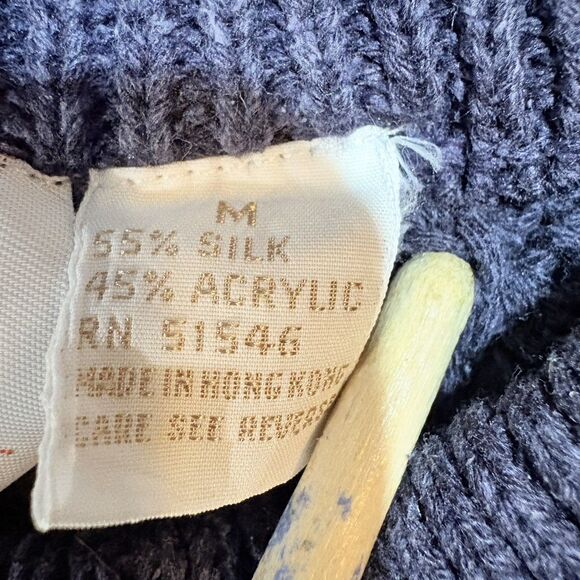 M
55% SILK
45% ACRYLIC
RN 51546
MADE IN HONG KONG
CARE SEE REVERSE